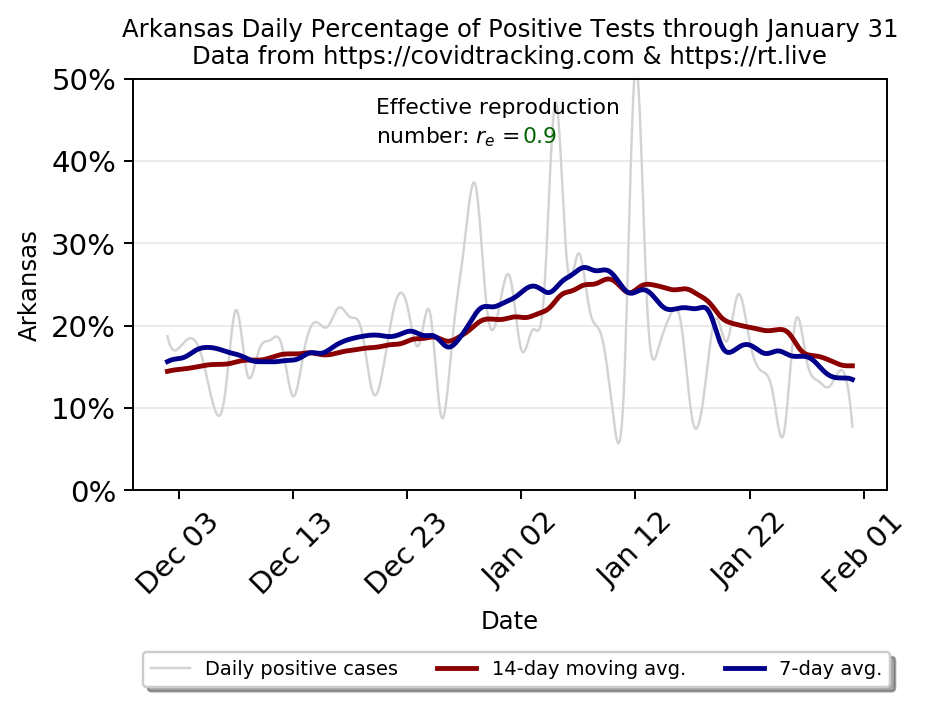 Arkansas Daily Percentage of Positive Tests through January 31
Data from https://covidtracking.com & https://rt.live
50%
Effective reproduction
number: rₑ =0.9
40%
30%
Arkansas
20%
10%
0%
Dec 03
Dec 13
Dec 23
Jan 02
Jan 12
Jan 22
Feb 01
Date
Daily positive cases
14-day moving avg.
7-day avg.